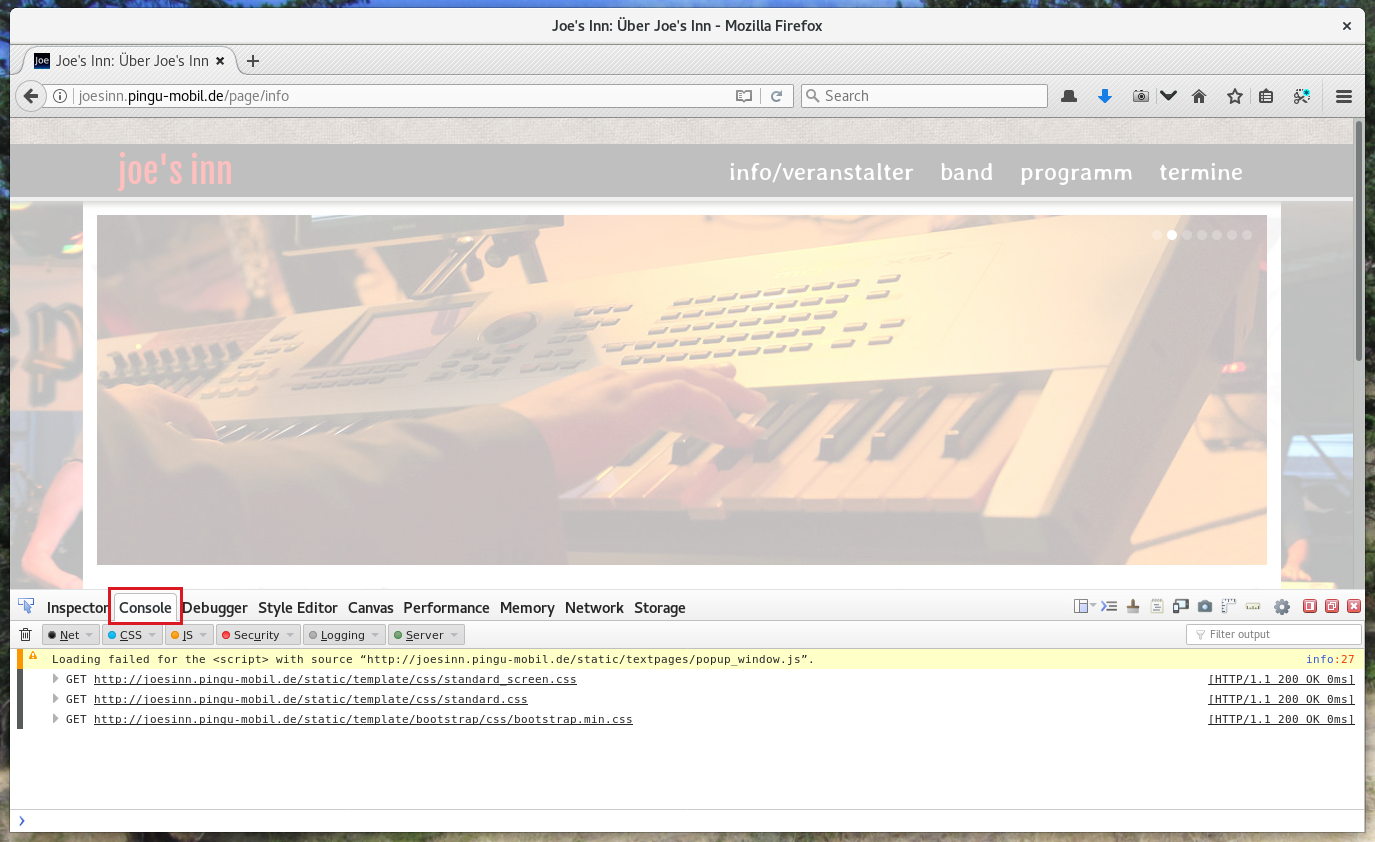 Joe's Inn: Über Joe's Inn - Mozilla Firefox
Joe Joe's Inn: Über Joe's Inn
joesinn.pingu-mobil.de/page/info Search
joe's inn info/veranstalter band programm termine
Inspector Console Debugger Style Editor Canvas Performance Memory Network Storage
Net CSS JS Security Logging Server Filter output
Loading failed for the <script> with source “http://joesinn.pingu-mobil.de/static/textpages/popup_window.js”. info:27
GET http://joesinn.pingu-mobil.de/static/template/css/standard_screen.css [HTTP/1.1 200 OK 0ms]
GET http://joesinn.pingu-mobil.de/static/template/css/standard.css [HTTP/1.1 200 OK 0ms]
GET http://joesinn.pingu-mobil.de/static/template/bootstrap/css/bootstrap.min.css [HTTP/1.1 200 OK 0ms]